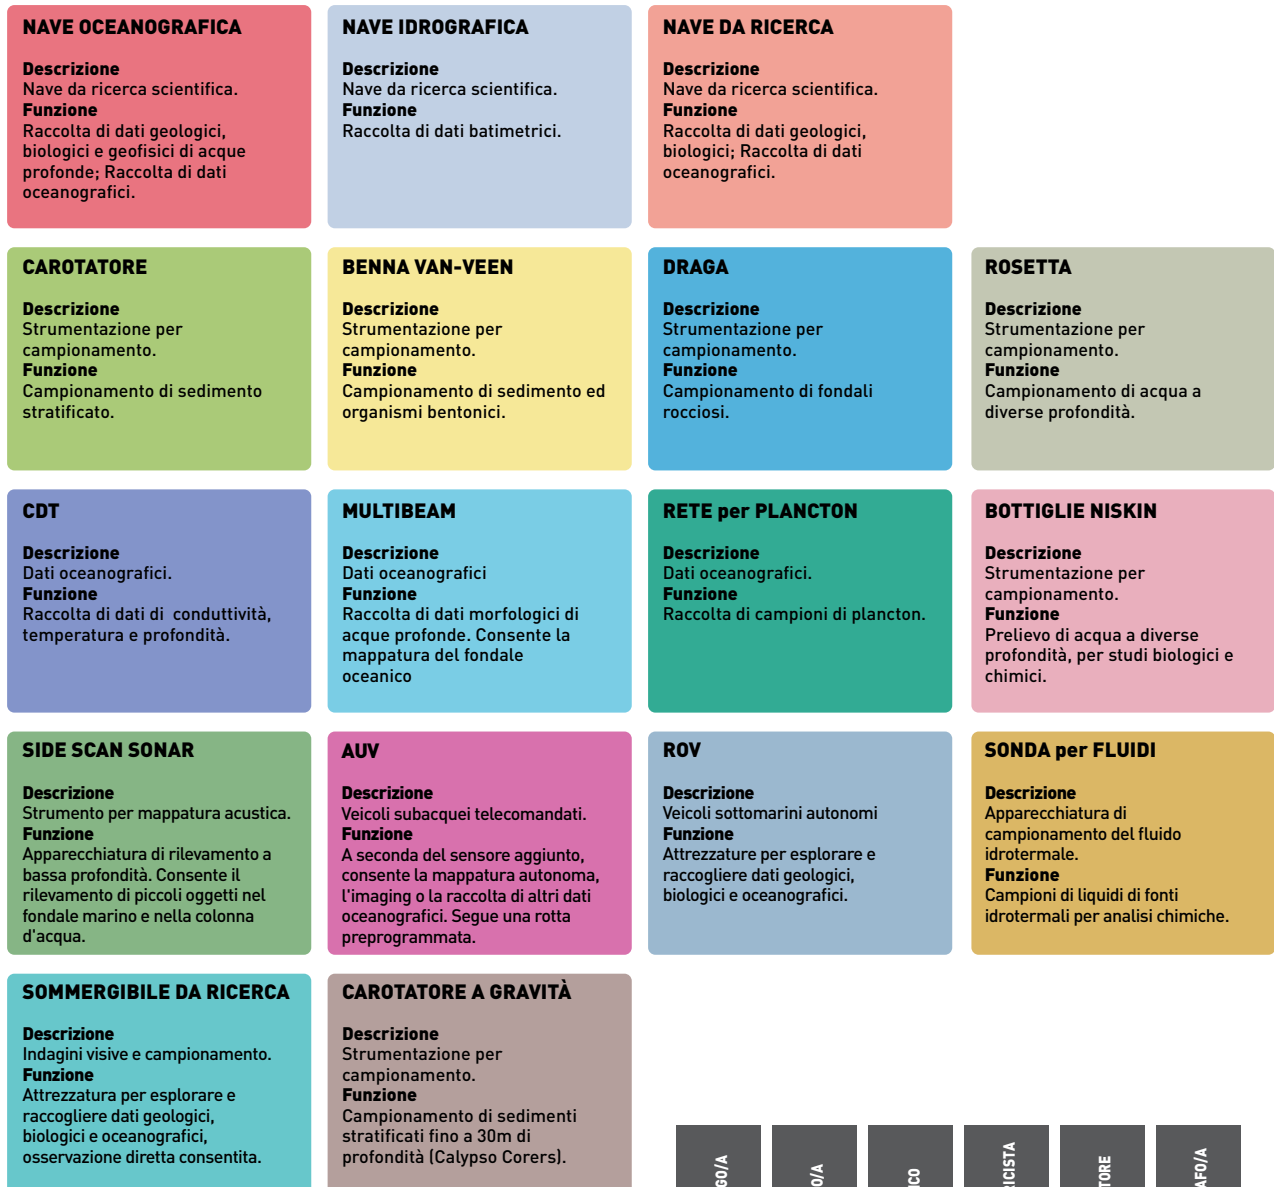 NAVE OCEANOGRAFICA
Descrizione
Nave da ricerca scientifica.
Funzione
Raccolta di dati geologici,
biologici e geofisici di acque
profonde; Raccolta di dati
oceanografici.
NAVE IDROGRAFICA
Descrizione
Nave da ricerca scientifica.
Funzione
Raccolta di dati batimetrici.
NAVE DA RICERCA
Descrizione
Nave da ricerca scientifica.
Funzione
Raccolta di dati geologici,
biologici; Raccolta di dati
oceanografici.
CAROTATORE
Descrizione
Strumentazione per
campionamento.
Funzione
Campionamento di sedimento
stratificato.
BENNA VAN-VEEN
Descrizione
Strumentazione per
campionamento.
Funzione
Campionamento di sedimento ed
organismi bentonici.
DRAGA
Descrizione
Strumentazione per
campionamento.
Funzione
Campionamento di fondali
rocciosi.
ROSETTA
Descrizione
Strumentazione per
campionamento.
Funzione
Campionamento di acqua a
diverse profondità.
CDT
Descrizione
Dati oceanografici.
Funzione
Raccolta di dati di conduttività,
temperatura e profondità.
MULTIBEAM
Descrizione
Dati oceanografici
Funzione
Raccolta di dati morfologici di
acque profonde. Consente la
mappatura del fondale
oceanico
RETE per PLANCTON
Descrizione
Dati oceanografici.
Funzione
Raccolta di campioni di plancton.
BOTTIGLIE NISKIN
Descrizione
Strumentazione per
campionamento.
Funzione
Prelievo di acqua a diverse
profondità, per studi biologici e
chimici.
SIDE SCAN SONAR
Descrizione
Strumento per mappatura acustica.
Funzione
Apparecchiatura di rilevamento a
bassa profondità. Consente il
rilevamento di piccoli oggetti nel
fondale marino e nella colonna
d'acqua.
AUV
Descrizione
Veicoli subacquei telecomandati.
Funzione
A seconda del sensore aggiunto,
consente la mappatura autonoma,
l'imaging o la raccolta di altri dati
oceanografici. Segue una rotta
preprogrammata.
ROV
Descrizione
Veicoli sottomarini autonomi
Funzione
Attrezzature per esplorare e
raccogliere dati geologici,
biologici e oceanografici.
SONDA per FLUIDI
Descrizione
Apparecchiatura di
campionamento del fluido
idrotermale.
Funzione
Campioni di liquidi di fonti
idrotermali per analisi chimiche.
SOMMERGIBILE DA RICERCA
Descrizione
Indagini visive e campionamento.
Funzione
Attrezzatura per esplorare e
raccogliere dati geologici,
biologici e oceanografici,
osservazione diretta consentita.
CAROTATORE A GRAVITÀ
Descrizione
Strumentazione per
campionamento.
Funzione
Campionamento di sedimenti
stratificati fino a 30m di
profondità (Calypso Corers).